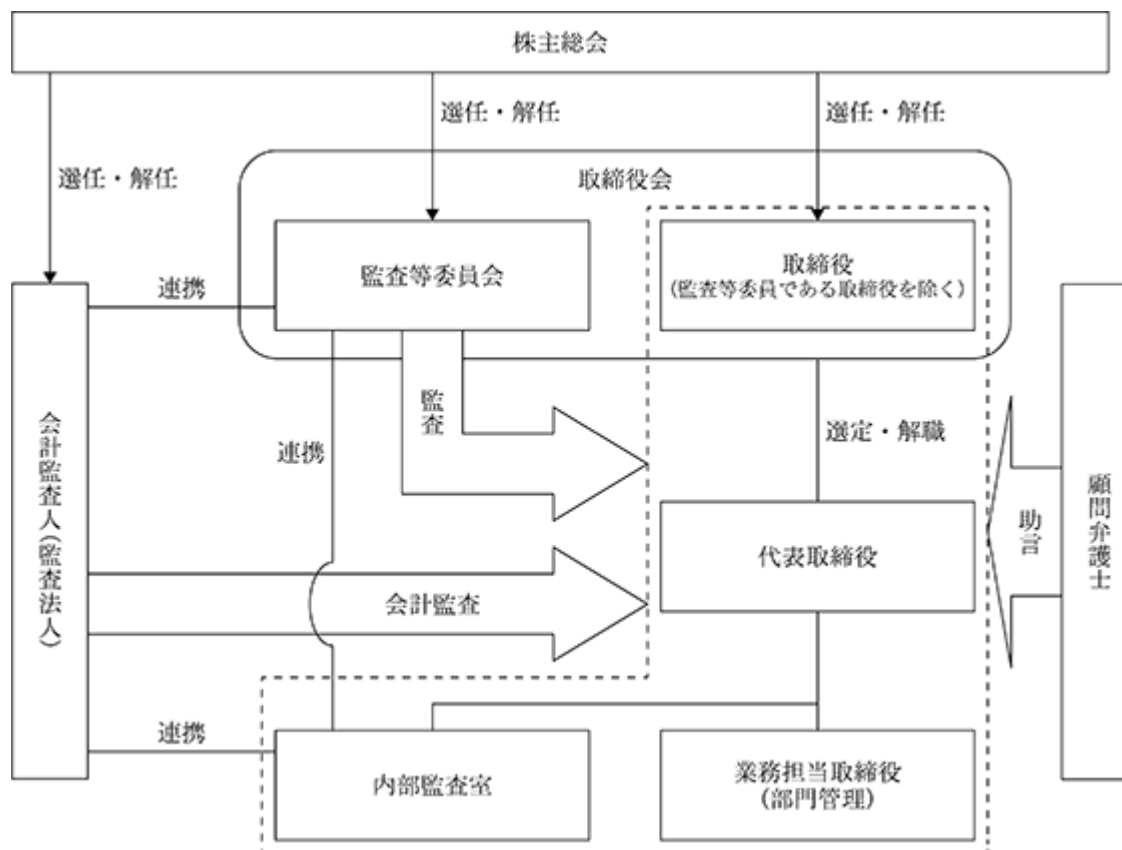 株主総会
選任・解任
選任・解任
選任・解任
取締役会
監査等委員会
取締役
(監査等委員である取締役を除く)
連携
会計監査人(監査法人)
監査
連携
選定・解職
代表取締役
助言
顧問弁護士
会計監査
連携
内部監査室
業務担当取締役
(部門管理)